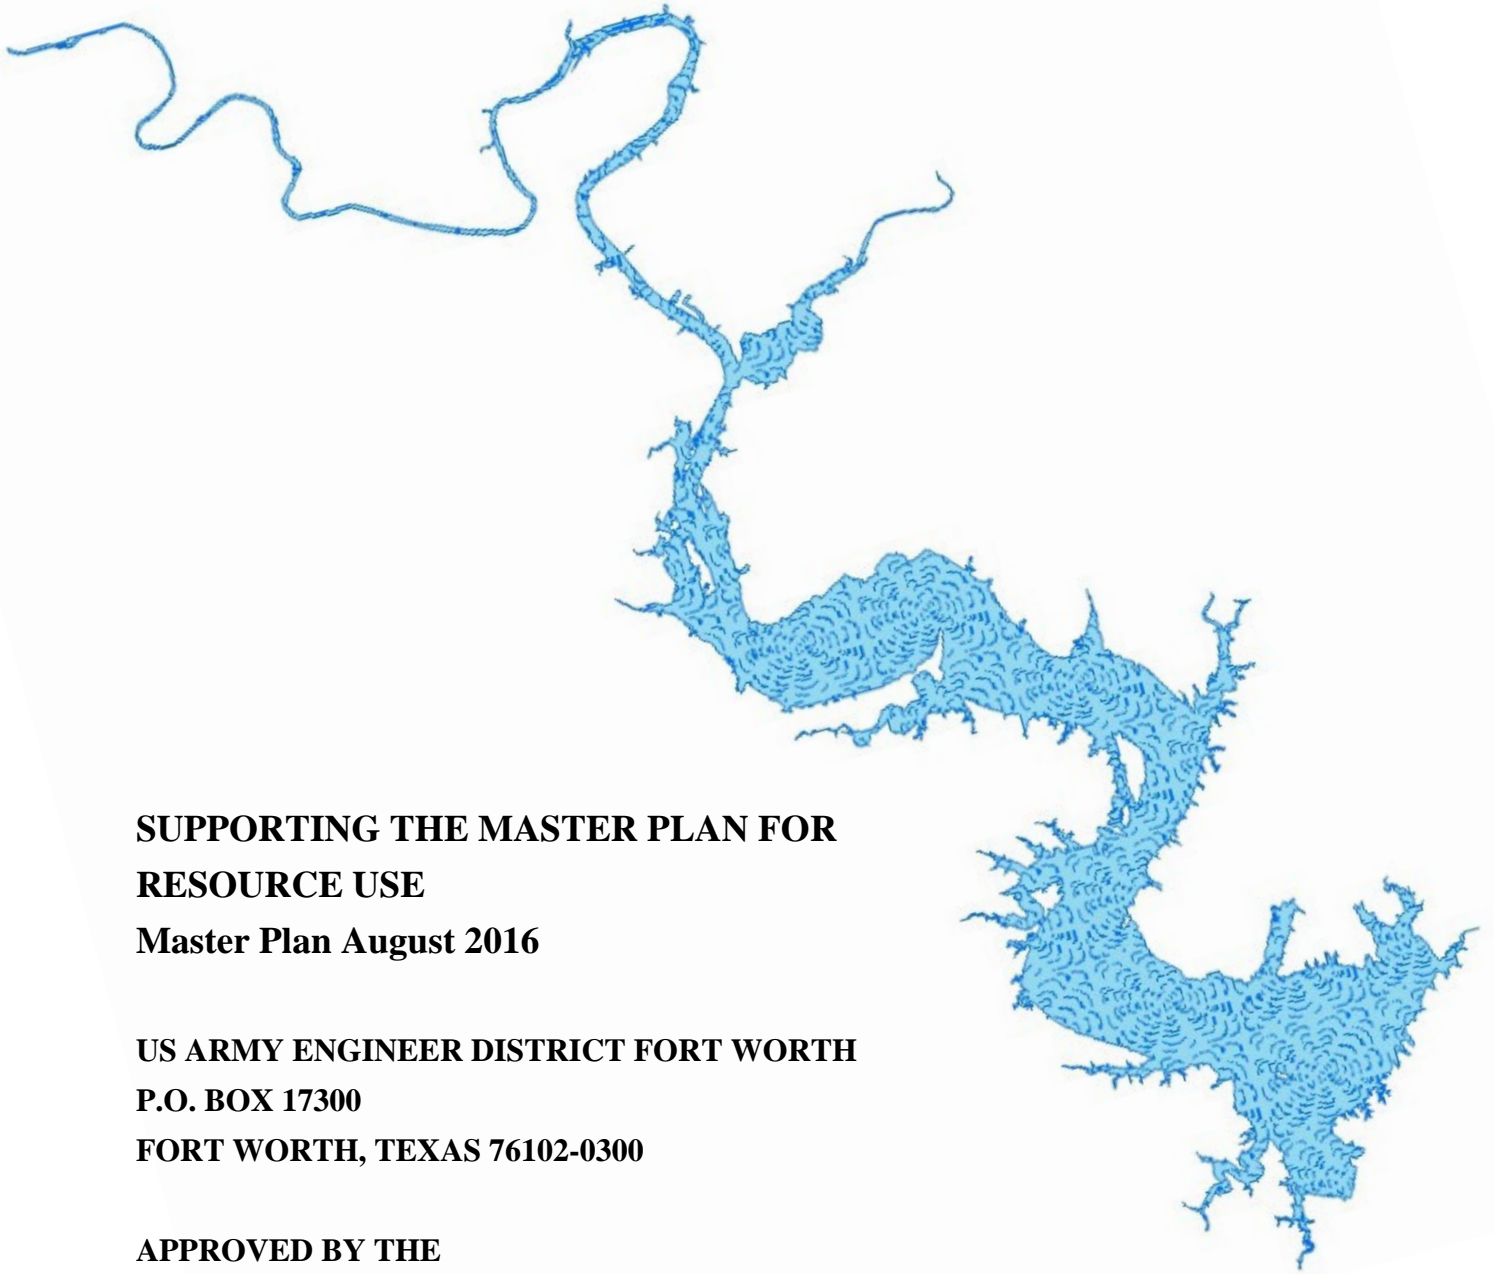 SUPPORTING THE MASTER PLAN FOR
RESOURCE USE
Master Plan August 2016
US ARMY ENGINEER DISTRICT FORT WORTH
P.O. BOX 17300
FORT WORTH, TEXAS 76102-0300
APPROVED BY THE